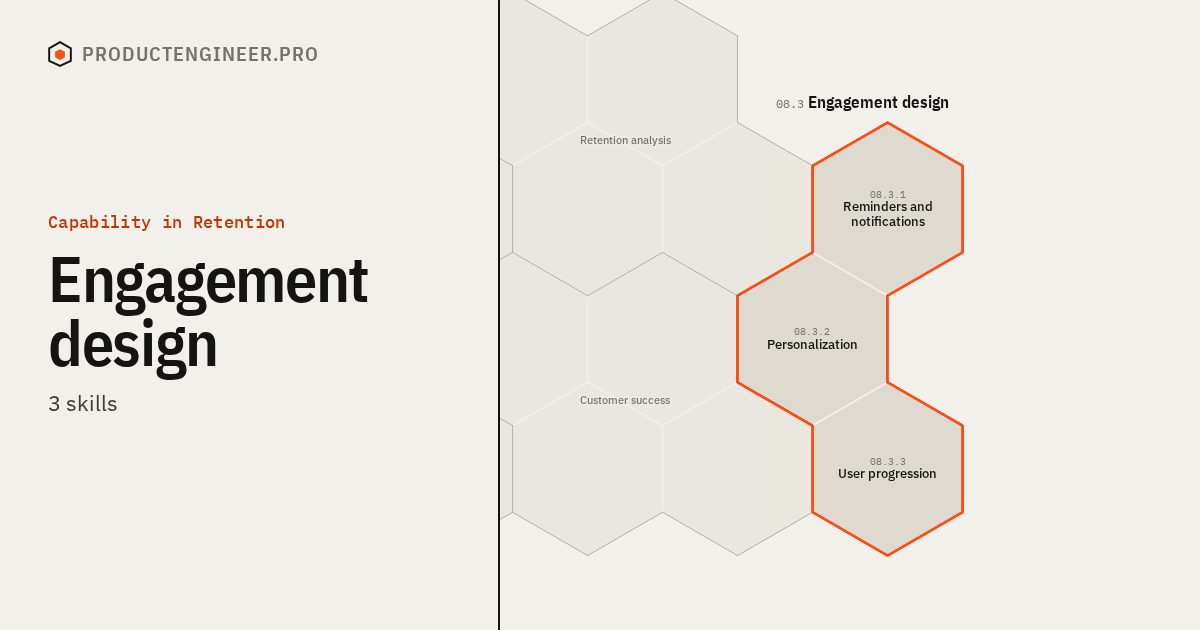 PRODUCTENGINEER.PRO
Capability in Retention
Engagement
design
3 skills
08.3 Engagement design
Retention analysis
08.3.1
Reminders and
notifications
08.3.2
Personalization
Customer success
08.3.3
User progression